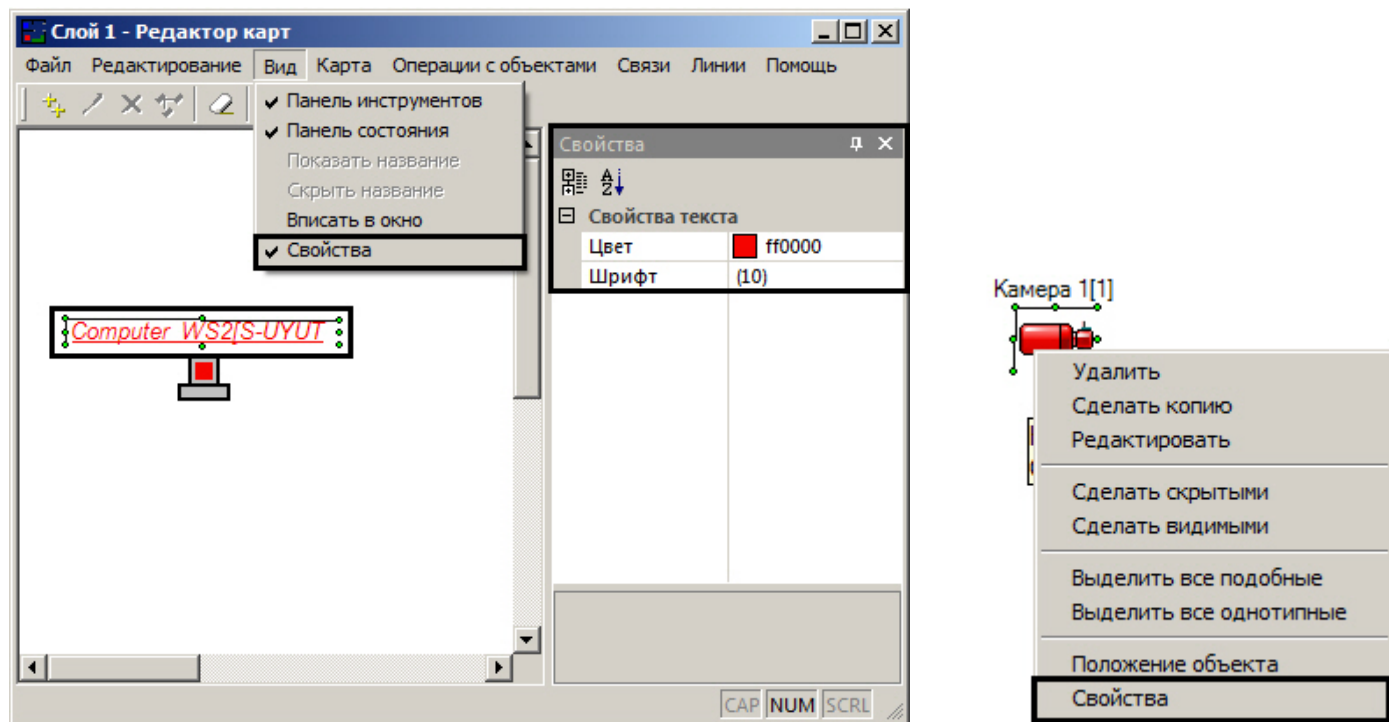 Слой 1 - Редактор карт
Файл Редактирование Вид Карта Операции с объектами Связи Линии Помощь
Панель инструментов
Панель состояния
Показать название
Скрыть название
Вписать в окно
Свойства
Computer WS2[S-UYUT
Свойства
A
Z
Свойства текста
Цвет ff0000
Шрифт (10)
CAP NUM SCRL
Камера 1[1]
Удалить
Сделать копию
Редактировать
Сделать скрытыми
Сделать видимыми
Выделить все подобные
Выделить все однотипные
Положение объекта
Свойства